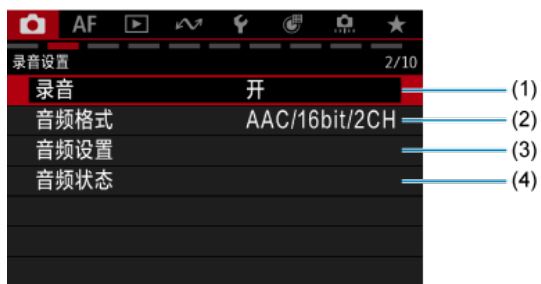 AF
录音设置 2/10
录音 开 (1)
音频格式 AAC/16bit/2CH (2)
音频设置 (3)
音频状态 (4)